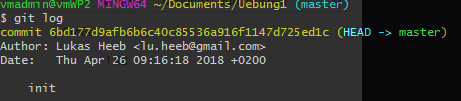 vmadmin@vmWP2 MINGW64 ~/Documents/Uebung1 (master)
$ git log
commit 6bd177d9afb6b6c40c85536a916f1147d725ed1c (HEAD -> master)
Author: Lukas Heeb <lu.heeb@gmail.com>
Date:   Thu Apr 26 09:16:18 2018 +0200
    init